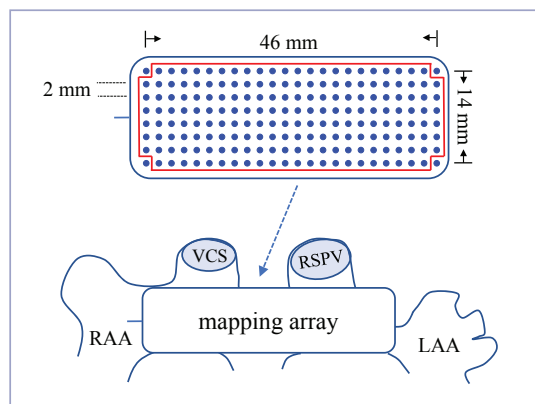 46 mm
2 mm
14 mm
VCS
RSPV
mapping array
RAA
LAA